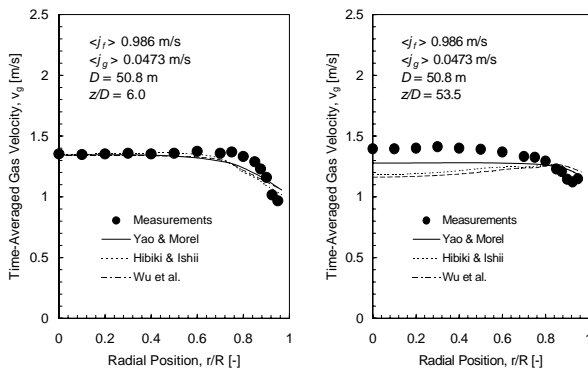 2.5
2
1.5
1
0.5
0
0 0.2 0.4 0.6 0.8 1
Time-Averaged Gas Velocity, vg [m/s]
Radial Position, r/R [-]
<jf> 0.986 m/s
<jg> 0.0473 m/s
D = 50.8 m
z/D = 6.0
Measurements
Yao & Morel
Hibiki & Ishii
Wu et al.
2.5
2
1.5
1
0.5
0
0 0.2 0.4 0.6 0.8 1
Time-Averaged Gas Velocity, vg [m/s]
Radial Position, r/R [-]
<jf> 0.986 m/s
<jg> 0.0473 m/s
D = 50.8 m
z/D = 53.5
Measurements
Yao & Morel
Hibiki & Ishii
Wu et al.